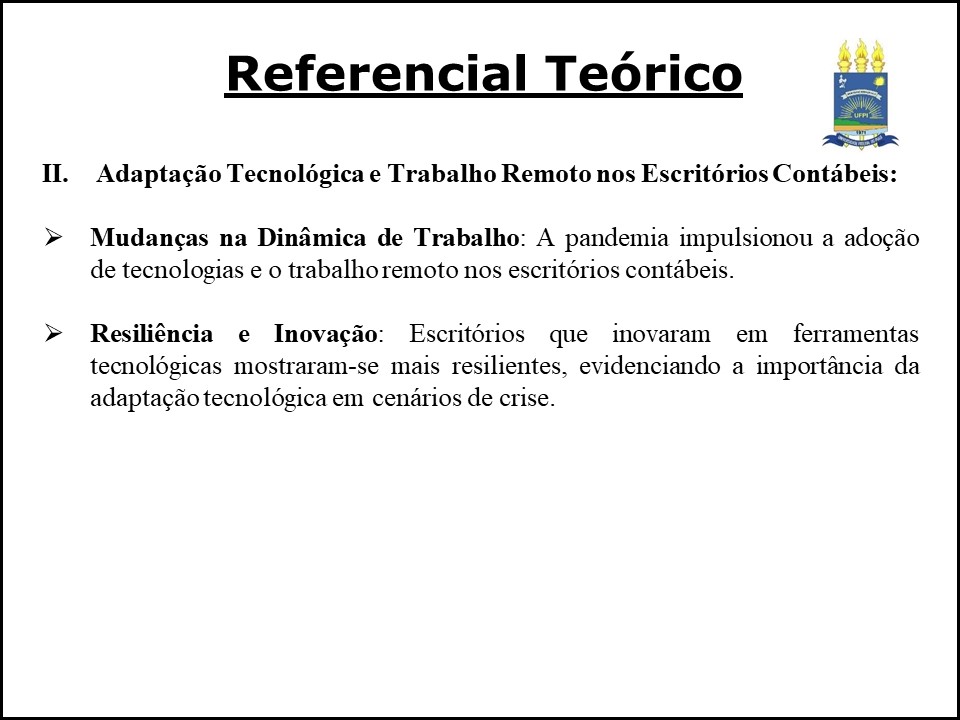 Referencial Teórico
UFPI
1971
II. Adaptação Tecnológica e Trabalho Remoto nos Escritórios Contábeis:
➢ Mudanças na Dinâmica de Trabalho: A pandemia impulsionou a adoção
de tecnologias e o trabalho remoto nos escritórios contábeis.
➢ Resiliência e Inovação: Escritórios que inovaram em ferramentas
tecnológicas mostraram-se mais resilientes, evidenciando a importância da
adaptação tecnológica em cenários de crise.